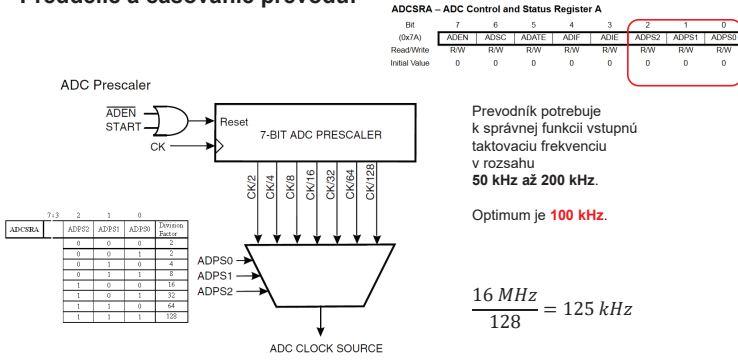 ADCSRA – ADC Control and Status Register A
Bit 7 6 5 4 3 2 1 0
(0x7A) ADEN ADSC ADATE ADIF ADIE ADPS2 ADPS1 ADPS0
Read/Write R/W R/W R/W R/W R/W R/W R/W R/W
Initial Value 0 0 0 0 0 0 0 0
ADC Prescaler
ADEN
START
CK
Reset
7-BIT ADC PRESCALER
CK/2
CK/4
CK/8
CK/16
CK/32
CK/64
CK/128
ADPS0
ADPS1
ADPS2
ADC CLOCK SOURCE
7÷3 2 1 0
ADCSRA ADPS2 ADPS1 ADPS0 Division Factor
0 0 0 2
0 0 1 2
0 1 0 4
0 1 1 8
1 0 0 16
1 0 1 32
1 1 0 64
1 1 1 128
Prevodník potrebuje
k správnej funkcii vstupnú
taktovaciu frekvenciu
v rozsahu
50 kHz až 200 kHz.
Optimum je 100 kHz.
16 MHz
128
= 125 kHz